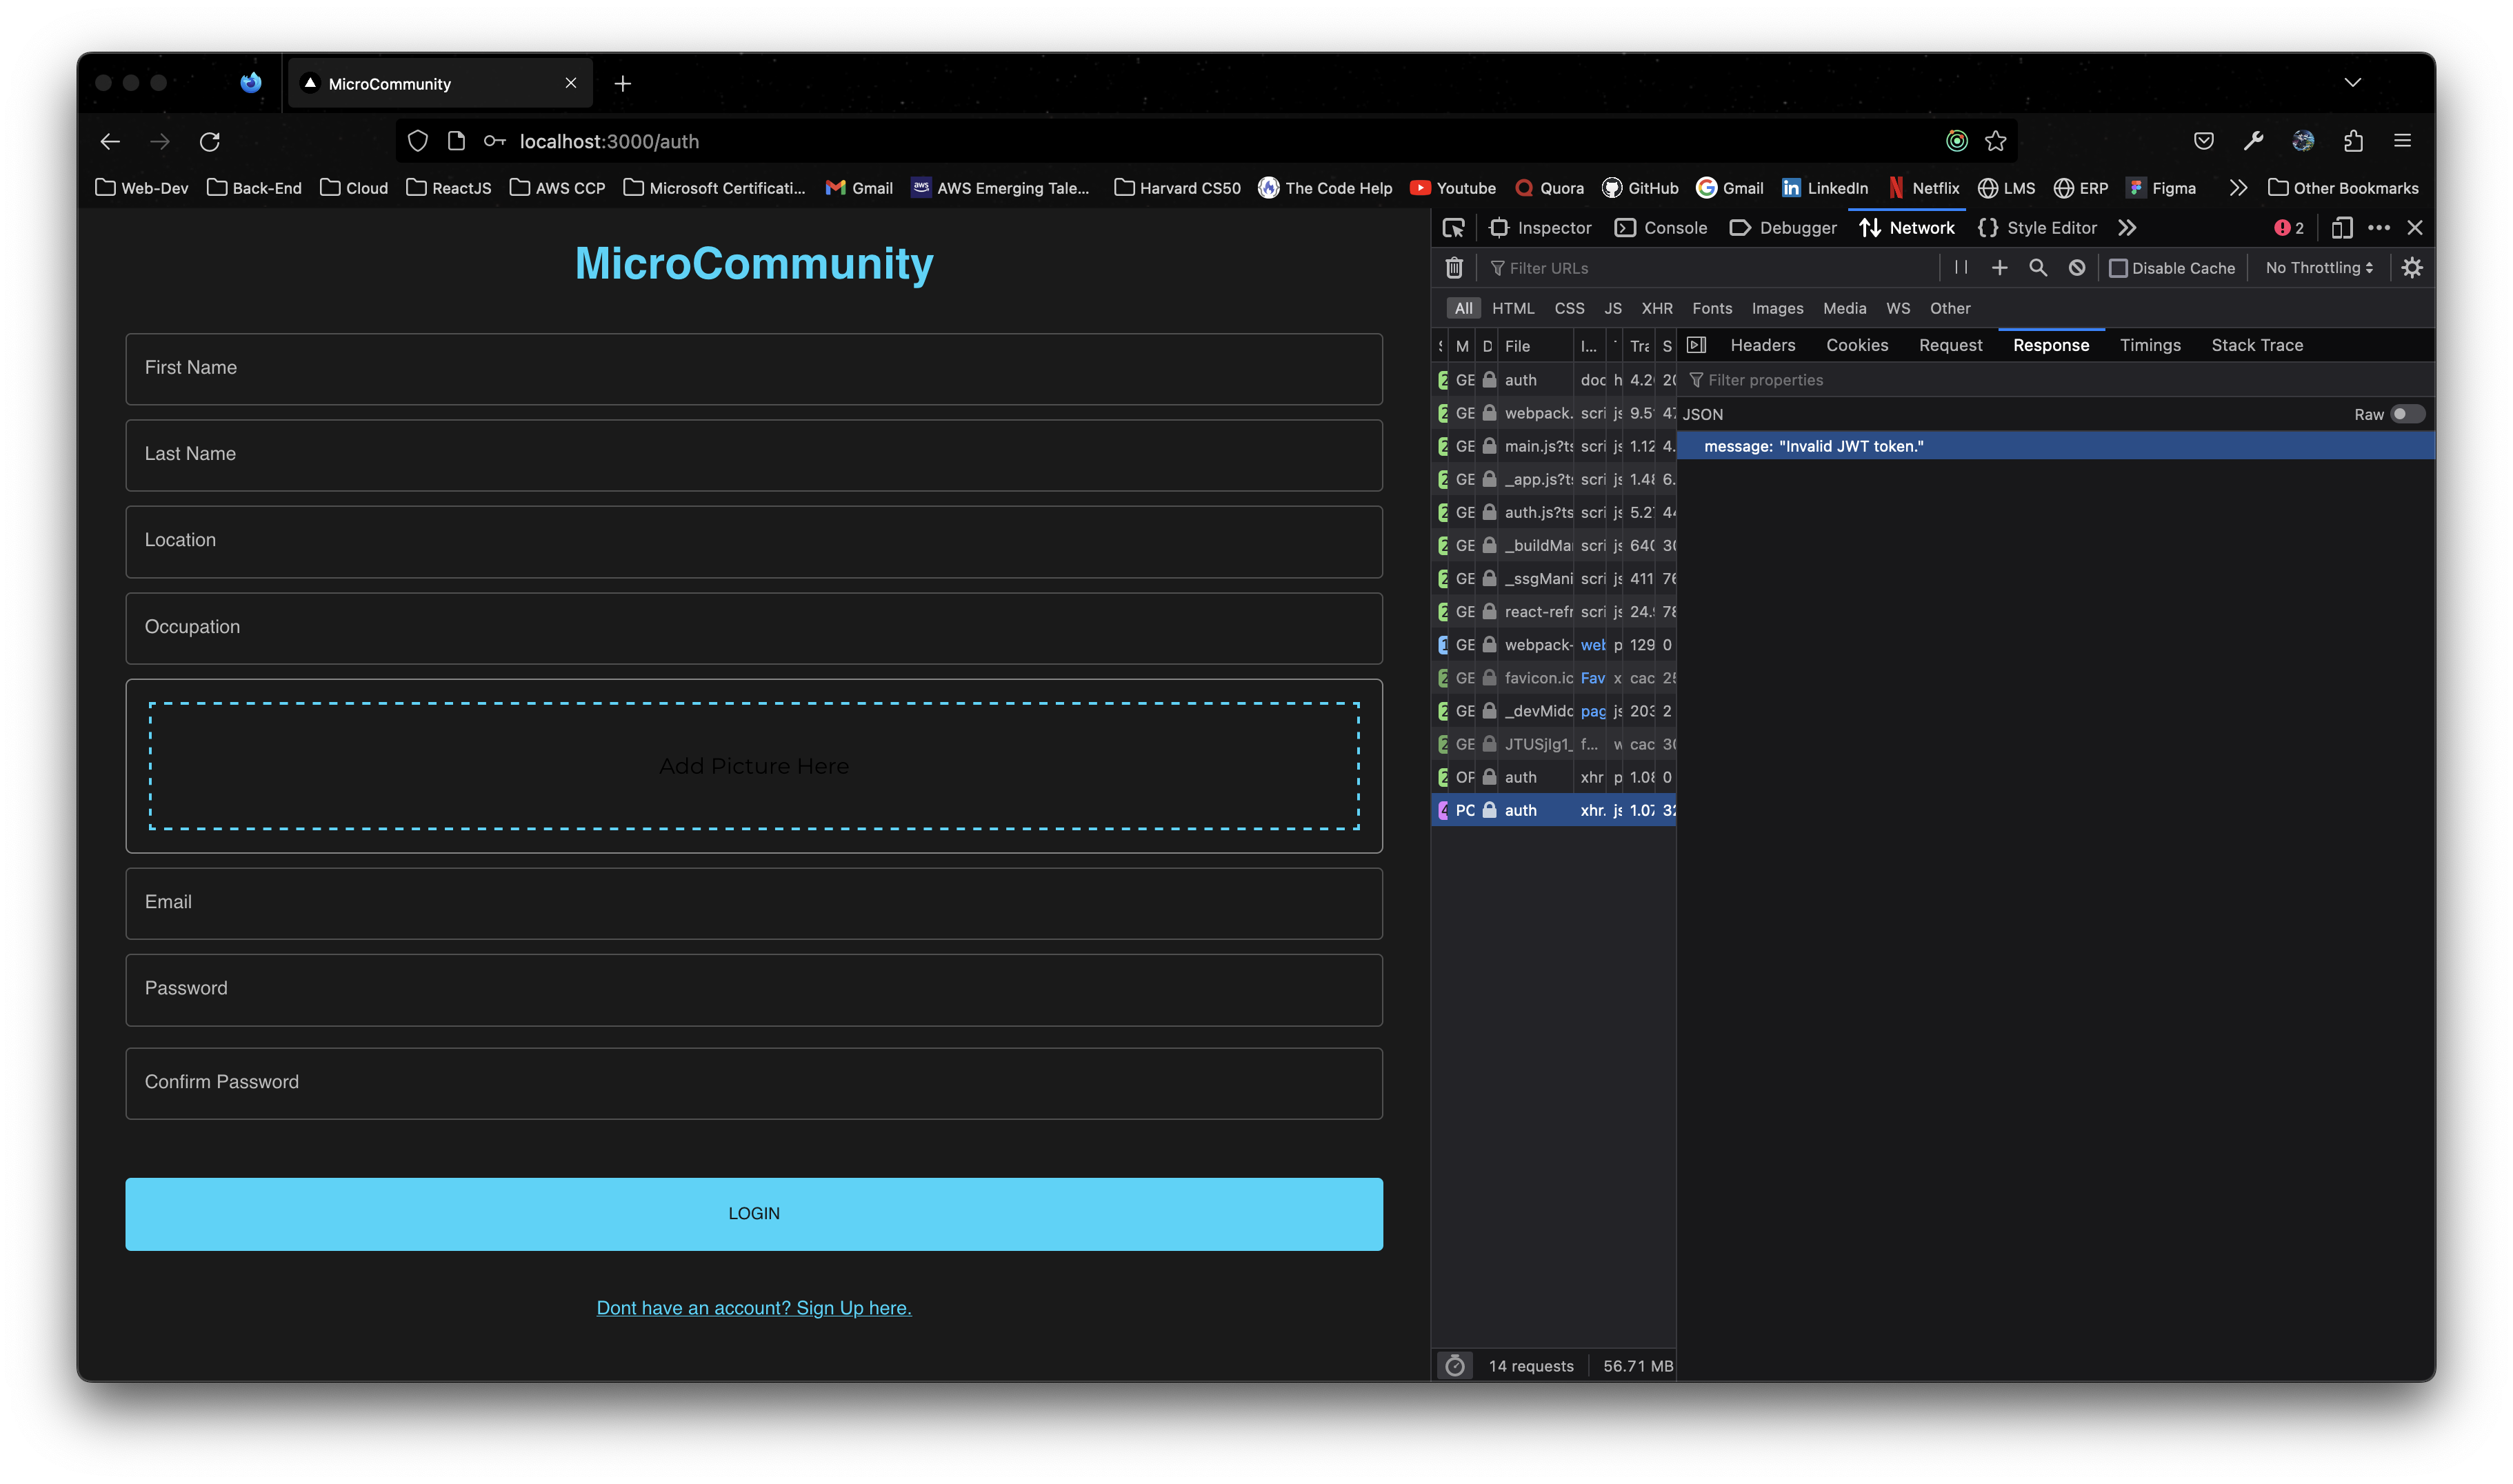 MicroCommunity
localhost:3000/auth
Web-Dev Back-End Cloud ReactJS AWS CCP Microsoft Certificati... Gmail AWS Emerging Tale... Harvard CS50 The Code Help Youtube Quora GitHub Gmail LinkedIn Netflix LMS ERP Figma Other Bookmarks
MicroCommunity
First Name
Last Name
Location
Occupation
Add Picture Here
Email
Password
Confirm Password
LOGIN
Dont have an account? Sign Up here.
Inspector Console Debugger Network Style Editor 2
Filter URLs Disable Cache No Throttling
All HTML CSS JS XHR Fonts Images Media WS Other
M D File I... Tra S
GE auth doc h 4.2 20
GE webpack. scri js 9.5 47
GE main.js?ts scri js 1.12 4.
GE _app.js?t scri js 1.48 6.
GE auth.js?ts scri js 5.2 44
GE _buildMa scri js 640 30
GE _ssgMani scri js 411 76
GE react-refr scri js 24. 78
GE webpack- web p 129 0
GE favicon.ic Fav x cac 25
GE _devMidd pag js 203 2
GE JTUSjIg1_ f... w cac 30
OP auth xhr p 1.08 0
PO auth xhr. js 1.07 32
Headers Cookies Request Response Timings Stack Trace
Filter properties
JSON Raw
message: "Invalid JWT token."
14 requests 56.71 MB